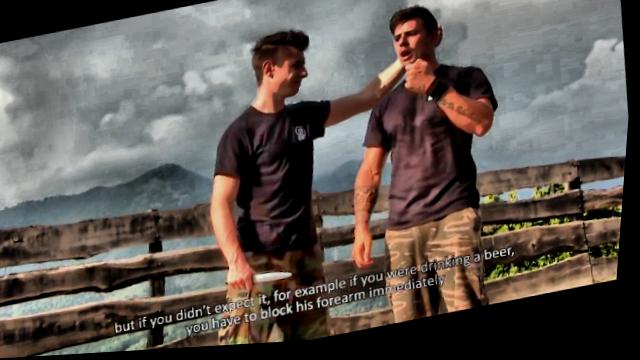 but if you didn't expect it, for example if you were drinking a beer,
you have to block his forearm immediately